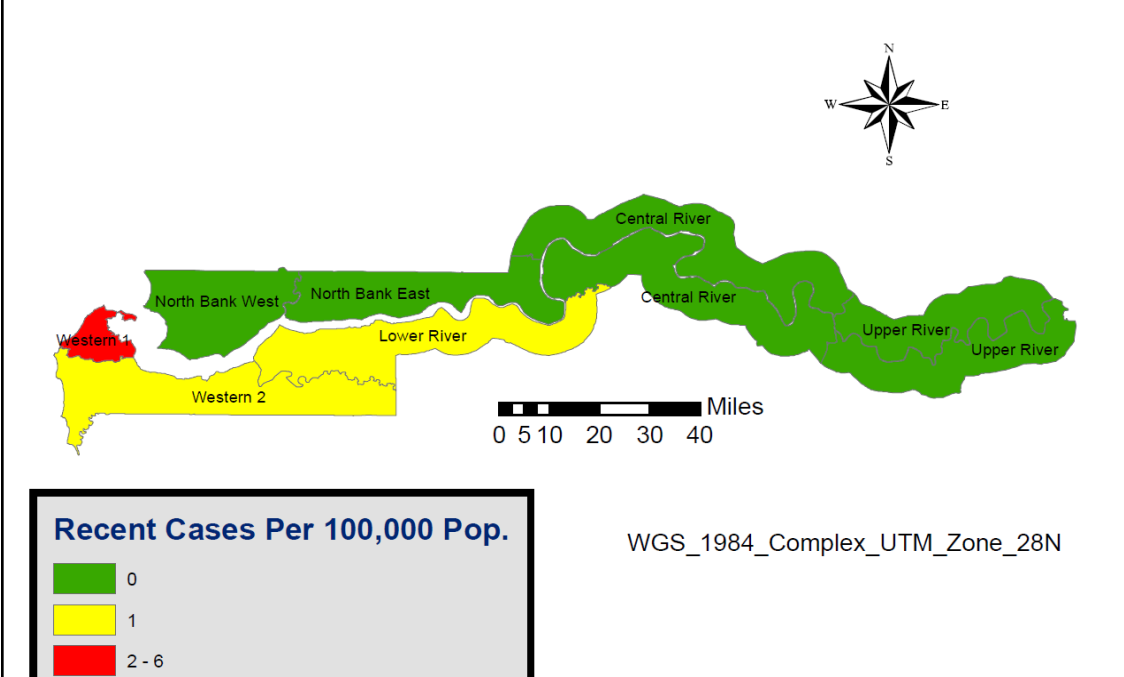 N
W E
S
Central River
North Bank West
North Bank East
Central River
Western 1
Lower River
Upper River
Upper River
Western 2
Miles
0 5 10 20 30 40
Recent Cases Per 100,000 Pop.
WGS_1984_Complex_UTM_Zone_28N
0
1
2 - 6